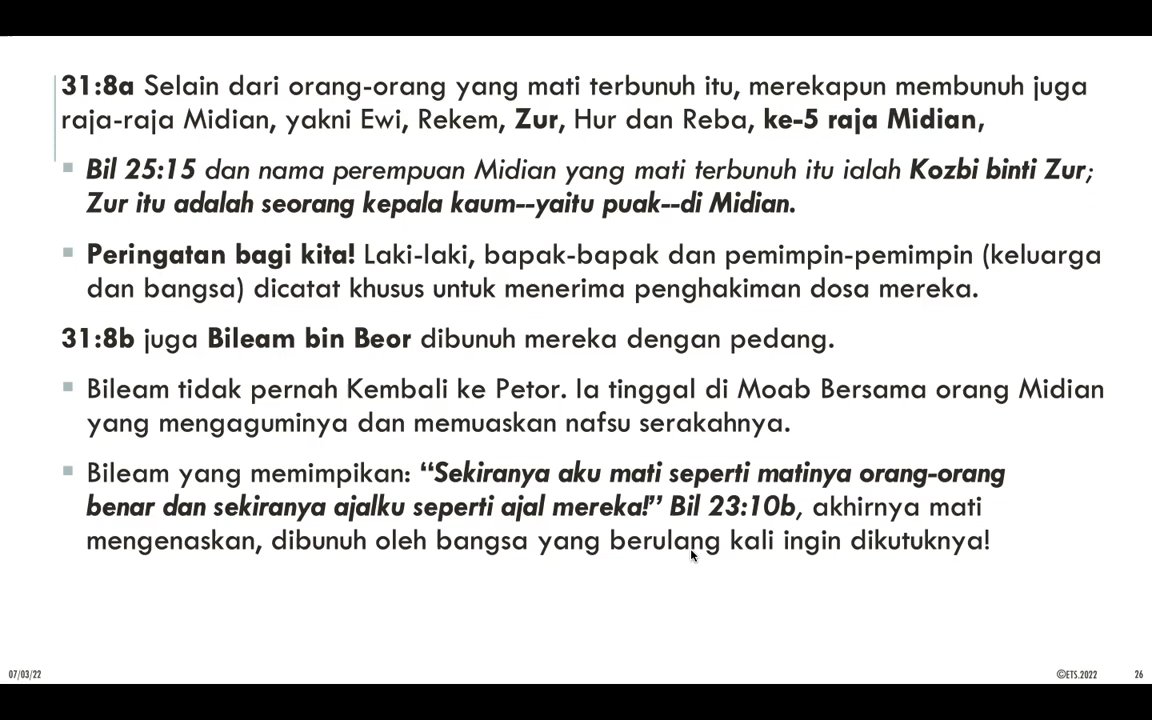 31:8a Selain dari orang-orang yang mati terbunuh itu, merekapun membunuh juga
raja-raja Midian, yakni Ewi, Rekem, Zur, Hur dan Reba, ke-5 raja Midian,
▪ Bil 25:15 dan nama perempuan Midian yang mati terbunuh itu ialah Kozbi binti Zur;
Zur itu adalah seorang kepala kaum--yaitu puak--di Midian.
▪ Peringatan bagi kita! Laki-laki, bapak-bapak dan pemimpin-pemimpin (keluarga
dan bangsa) dicatat khusus untuk menerima penghakiman dosa mereka.
31:8b juga Bileam bin Beor dibunuh mereka dengan pedang.
▪ Bileam tidak pernah Kembali ke Petor. Ia tinggal di Moab Bersama orang Midian
yang mengaguminya dan memuaskan nafsu serakahnya.
▪ Bileam yang memimpikan: “Sekiranya aku mati seperti matinya orang-orang
benar dan sekiranya ajalku seperti ajal mereka!” Bil 23:10b, akhirnya mati
mengenaskan, dibunuh oleh bangsa yang berulang kali ingin dikutuknya!
07/03/22
©ETS.2022
26